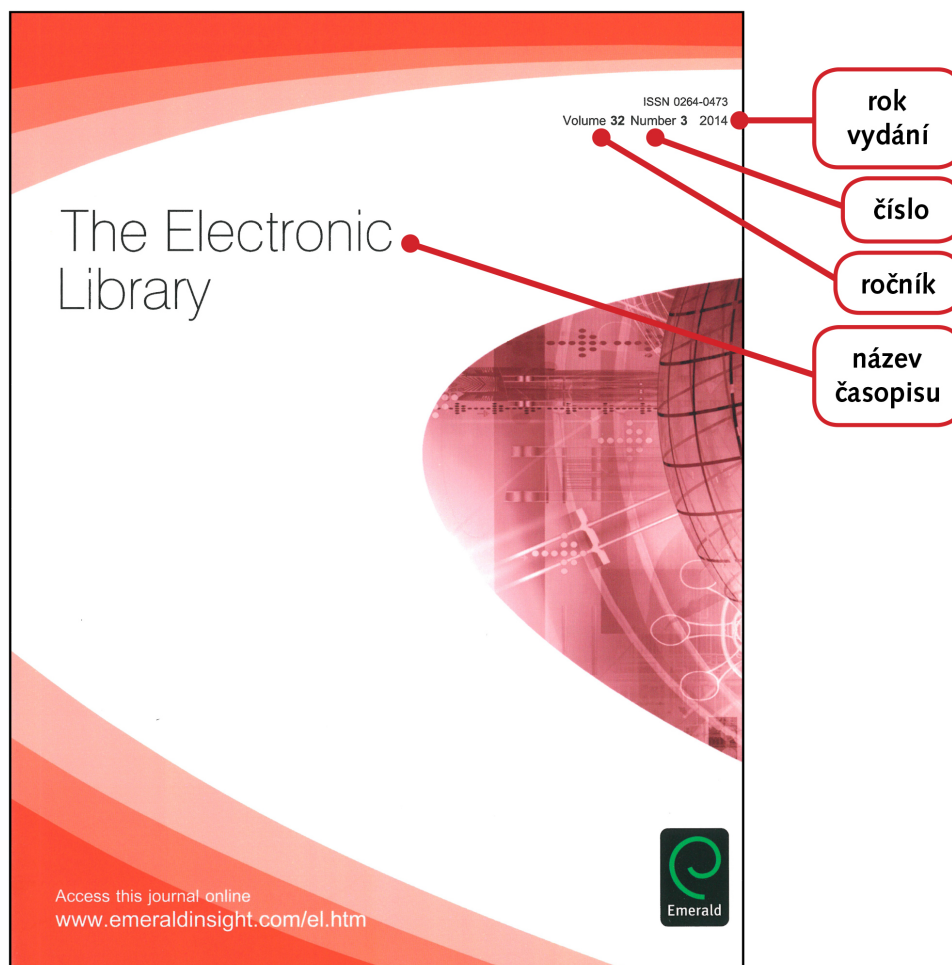 ISSN 0264-0473
Volume 32 Number 3 2014
rok
vydání
číslo
The Electronic
Library
ročník
název
časopisu
Access this journal online
www.emeraldinsight.com/el.htm
Emerald